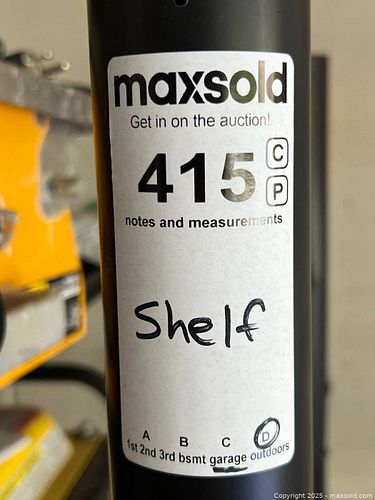 maxsold
Get in on the auction!
415 C
P
notes and measurements
Shelf
A B C D
1st 2nd 3rd bsmt garage outdoors
Copyright 2025 - maxsold.com